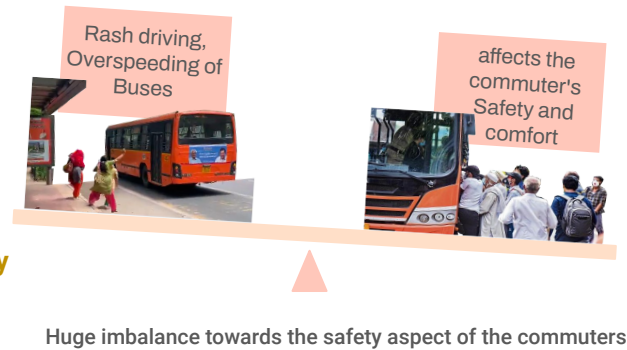 Rash driving,
Overspeeding of
Buses
affects the
commuter's
Safety and
comfort
y
Huge imbalance towards the safety aspect of the commuters